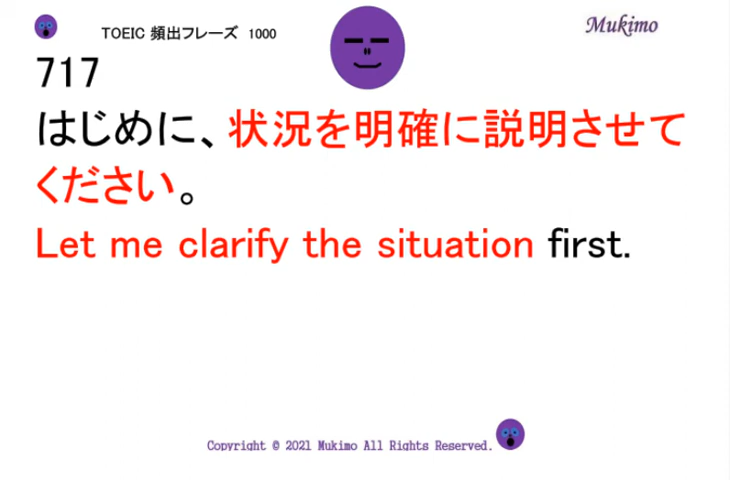 TOEIC 頻出フレーズ 1000
Mukimo
717
はじめに、状況を明確に説明させて
ください。
Let me clarify the situation first.
Copyright © 2021 Mukimo All Rights Reserved.